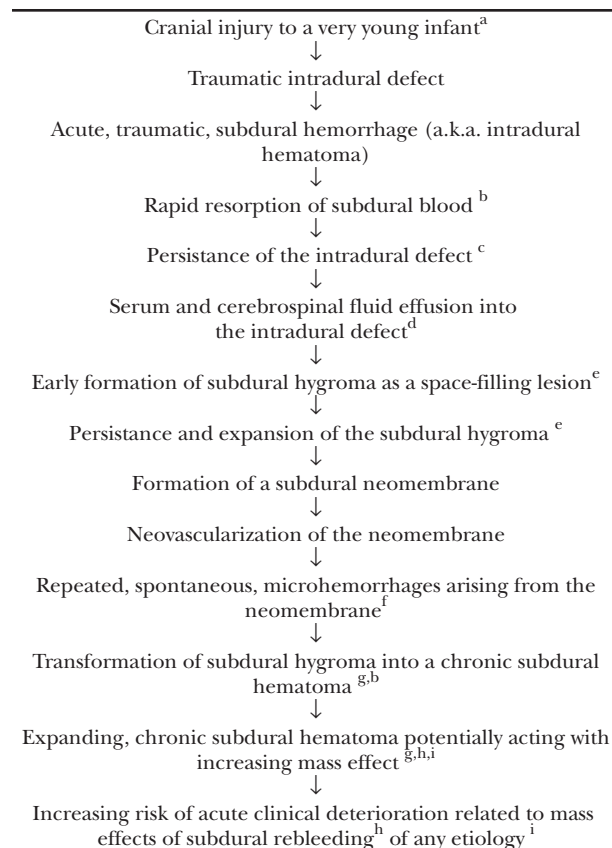 Cranial injury to a very young infant^a
↓
Traumatic intradural defect
↓
Acute, traumatic, subdural hemorrhage (a.k.a. intradural
hematoma)
↓
Rapid resorption of subdural blood ^b
↓
Persistance of the intradural defect ^c
↓
Serum and cerebrospinal fluid effusion into
the intradural defect^d
↓
Early formation of subdural hygroma as a space-filling lesion^e
↓
Persistance and expansion of the subdural hygroma ^e
↓
Formation of a subdural neomembrane
↓
Neovascularization of the neomembrane
↓
Repeated, spontaneous, microhemorrhages arising from the
neomembrane^f
↓
Transformation of subdural hygroma into a chronic subdural
hematoma ^g,b
↓
Expanding, chronic subdural hematoma potentially acting with
increasing mass effect ^g,h,i
↓
Increasing risk of acute clinical deterioration related to mass
effects of subdural rebleeding^h of any etiology ^i